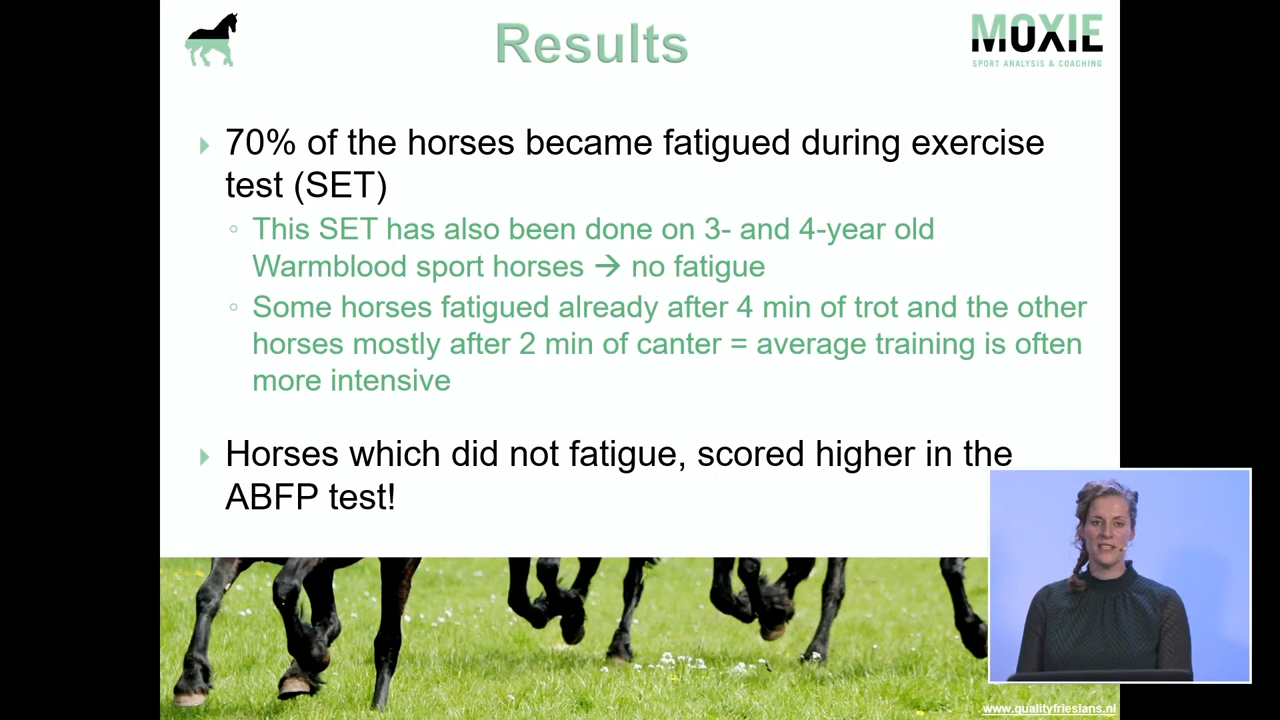 Results
MOXIE
SPORT ANALYSIS & COACHING
70% of the horses became fatigued during exercise
test (SET)
This SET has also been done on 3- and 4-year old
Warmblood sport horses → no fatigue
Some horses fatigued already after 4 min of trot and the other
horses mostly after 2 min of canter = average training is often
more intensive
Horses which did not fatigue, scored higher in the
ABFP test!
www.qualityfriesians.nl